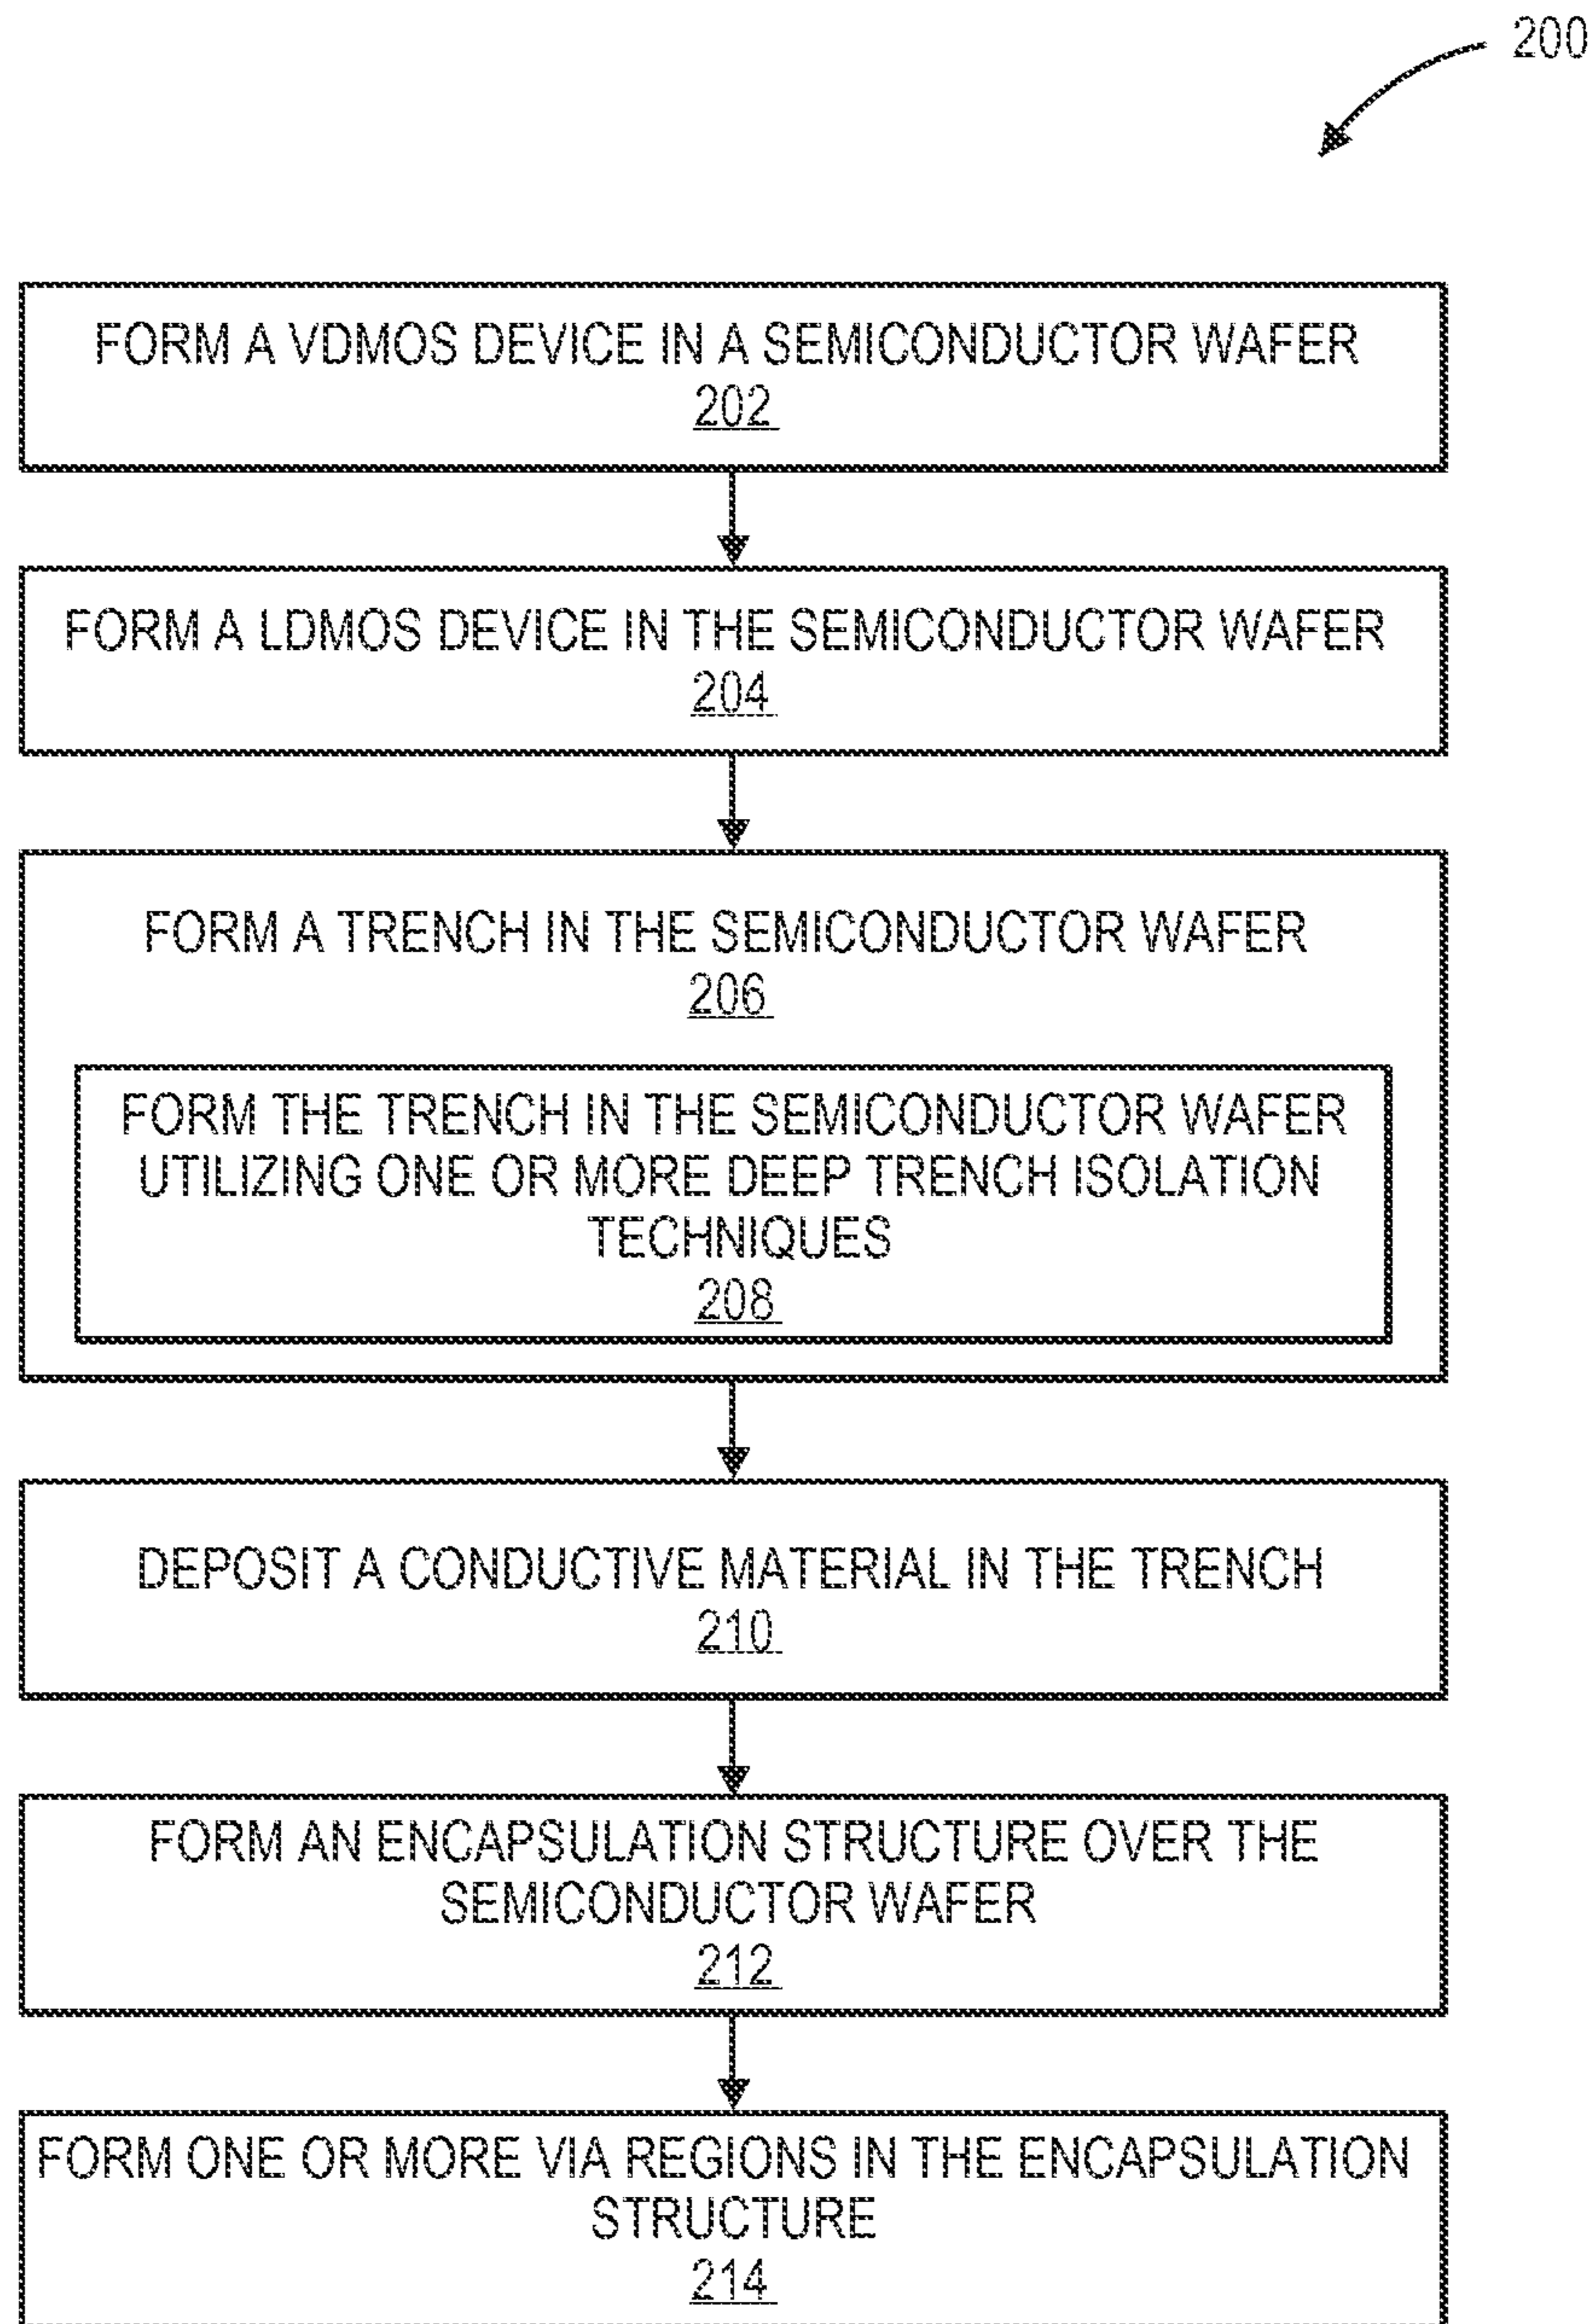 200
FORM A VDMOS DEVICE IN A SEMICONDUCTOR WAFER
202
FORM A LDMOS DEVICE IN THE SEMICONDUCTOR WAFER
204
FORM A TRENCH IN THE SEMICONDUCTOR WAFER
206
FORM THE TRENCH IN THE SEMICONDUCTOR WAFER
UTILIZING ONE OR MORE DEEP TRENCH ISOLATION
TECHNIQUES
208
DEPOSIT A CONDUCTIVE MATERIAL IN THE TRENCH
210
FORM AN ENCAPSULATION STRUCTURE OVER THE
SEMICONDUCTOR WAFER
212
FORM ONE OR MORE VIA REGIONS IN THE ENCAPSULATION
STRUCTURE
214